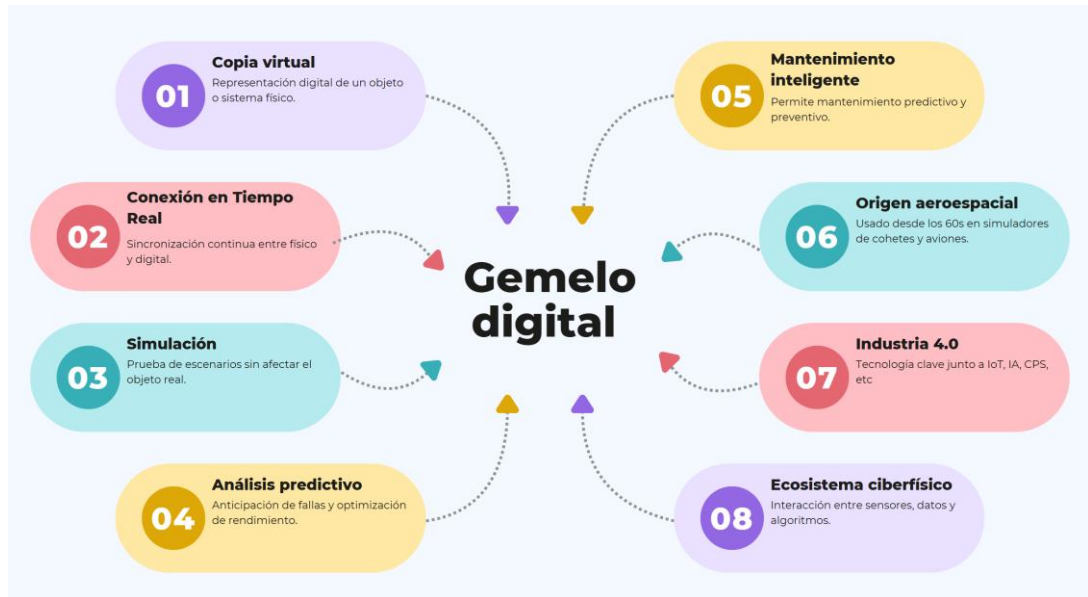 01
Copia virtual
Representación digital de un objeto
o sistema físico.
02
Conexión en Tiempo
Real
Sincronización continua entre físico
y digital.
03
Simulación
Prueba de escenarios sin afectar el
objeto real.
04
Análisis predictivo
Anticipación de fallas y optimización
de rendimiento.
Gemelo
digital
05
Mantenimiento
inteligente
Permite mantenimiento predictivo y
preventivo.
06
Origen aeroespacial
Usado desde los 60s en simuladores
de cohetes y aviones.
07
Industria 4.0
Tecnología clave junto a IoT, IA, CPS,
etc
08
Ecosistema ciberfísico
Interacción entre sensores, datos y
algoritmos.